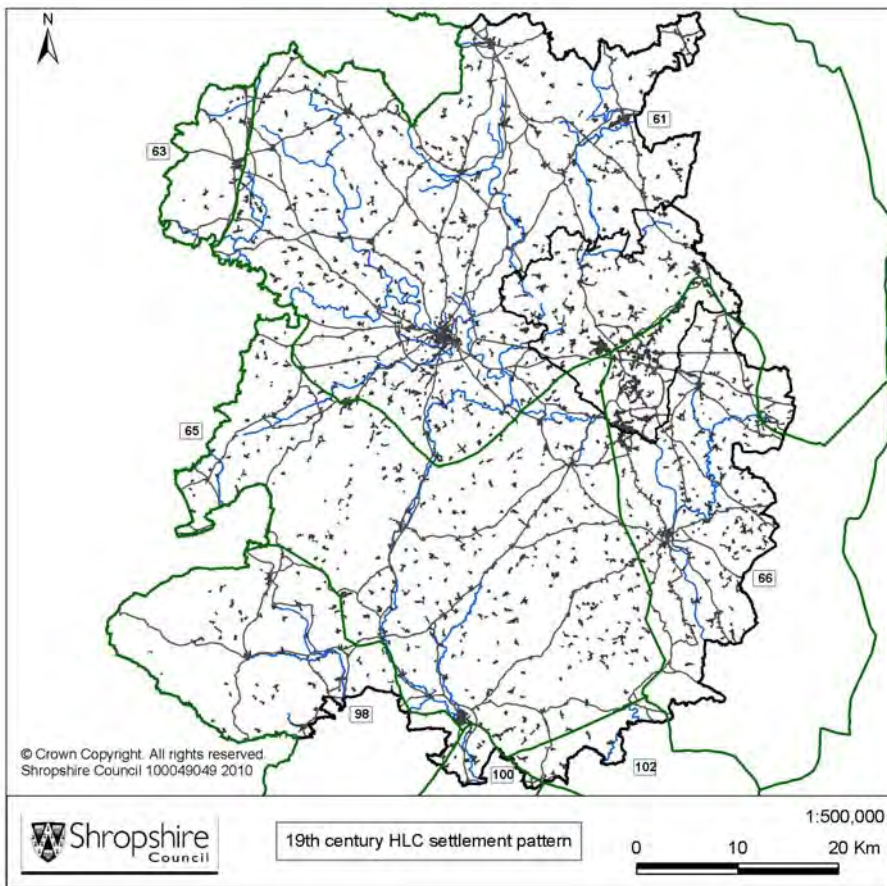 N
61
63
65
66
98
© Crown Copyright. All rights reserved.
Shropshire Council 100049049 2010
100
102
1:500,000
Shropshire
Council
19th century HLC settlement pattern
0 10 20 Km